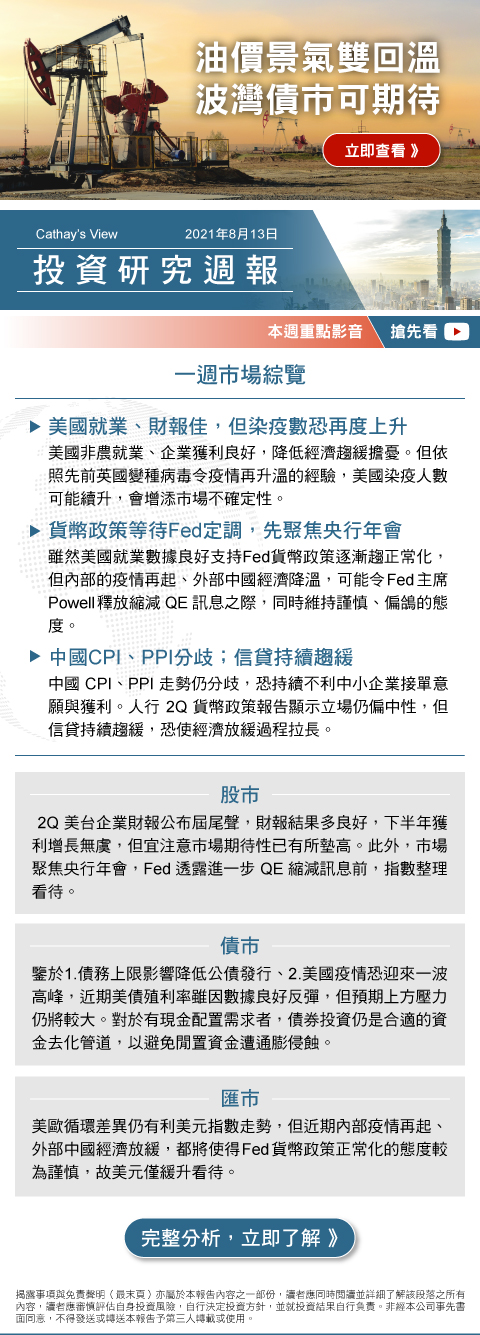 油價景氣雙回溫
波灣債市可期待
立即查看 》
Cathay's View 2021年8月13日
投資研究週報
本週重點影音 搶先看
一週市場綜覽
美國就業、財報佳，但染疫數恐再度上升
美國非農就業、企業獲利良好，降低經濟趨緩擔憂。但依
照先前英國變種病毒令疫情再升溫的經驗，美國染疫人數
可能續升，會增添市場不確定性。
貨幣政策等待Fed定調，先聚焦央行年會
雖然美國就業數據良好支持Fed貨幣政策逐漸趨正常化，
但內部的疫情再起、外部中國經濟降溫，可能令Fed主席
Powell釋放縮減 QE 訊息之際，同時維持謹慎、偏鴿的態
度。
中國CPI、PPI分歧；信貸持續趨緩
中國 CPI、PPI 走勢仍分歧，恐持續不利中小企業接單意
願與獲利。人行 2Q 貨幣政策報告顯示立場仍偏中性，但
信貸持續趨緩，恐使經濟放緩過程拉長。
股市
2Q 美台企業財報公布屆尾聲，財報結果多良好，下半年獲
利增長無虞，但宜注意市場期待性已有所墊高。此外，市場
聚焦央行年會，Fed 透露進一步 QE 縮減訊息前，指數整理
看待。
債市
鑒於1.債務上限影響降低公債發行、2.美國疫情恐迎來一波
高峰，近期美債殖利率雖因數據良好反彈，但預期上方壓力
仍將較大。對於有現金配置需求者，債券投資仍是合適的資
金去化管道，以避免閒置資金遭通膨侵蝕。
匯市
美歐循環差異仍有利美元指數走勢，但近期內部疫情再起、
外部中國經濟放緩，都將使得Fed貨幣政策正常化的態度較
為謹慎，故美元僅緩升看待。
完整分析，立即了解 》
揭露事項與免責聲明（最末頁）亦屬於本報告內容之一部份，讀者應同時閱讀並詳細了解該段落之所有
內容，讀者應審慎評估自身投資風險，自行決定投資方針，並就投資結果自行負責。非經本公司事先書
面同意，不得發送或轉送本報告予第三人轉載或使用。